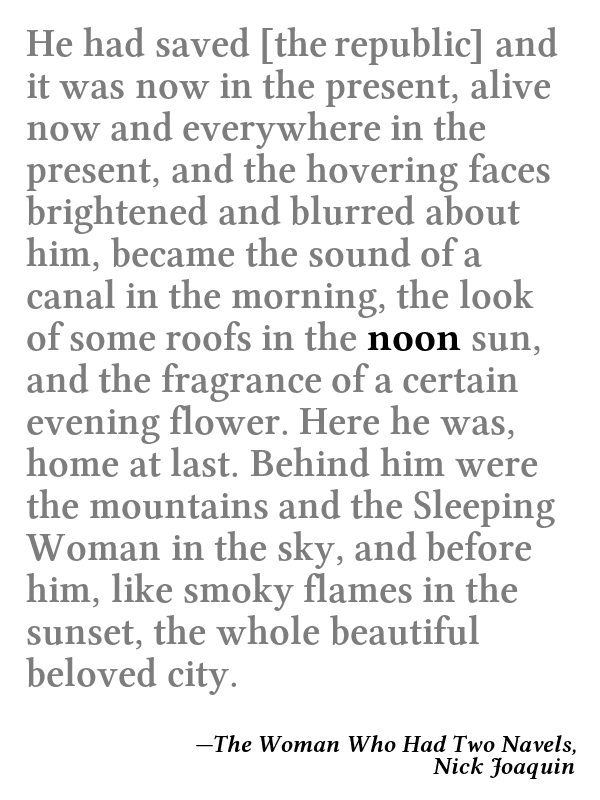 He had saved [the republic] and
it was now in the present, alive
now and everywhere in the
present, and the hovering faces
brightened and blurred about
him, became the sound of a
canal in the morning, the look
of some roofs in the noon sun,
and the fragrance of a certain
evening flower. Here he was,
home at last. Behind him were
the mountains and the Sleeping
Woman in the sky, and before
him, like smoky flames in the
sunset, the whole beautiful
beloved city.
—The Woman Who Had Two Navels,
Nick Joaquin